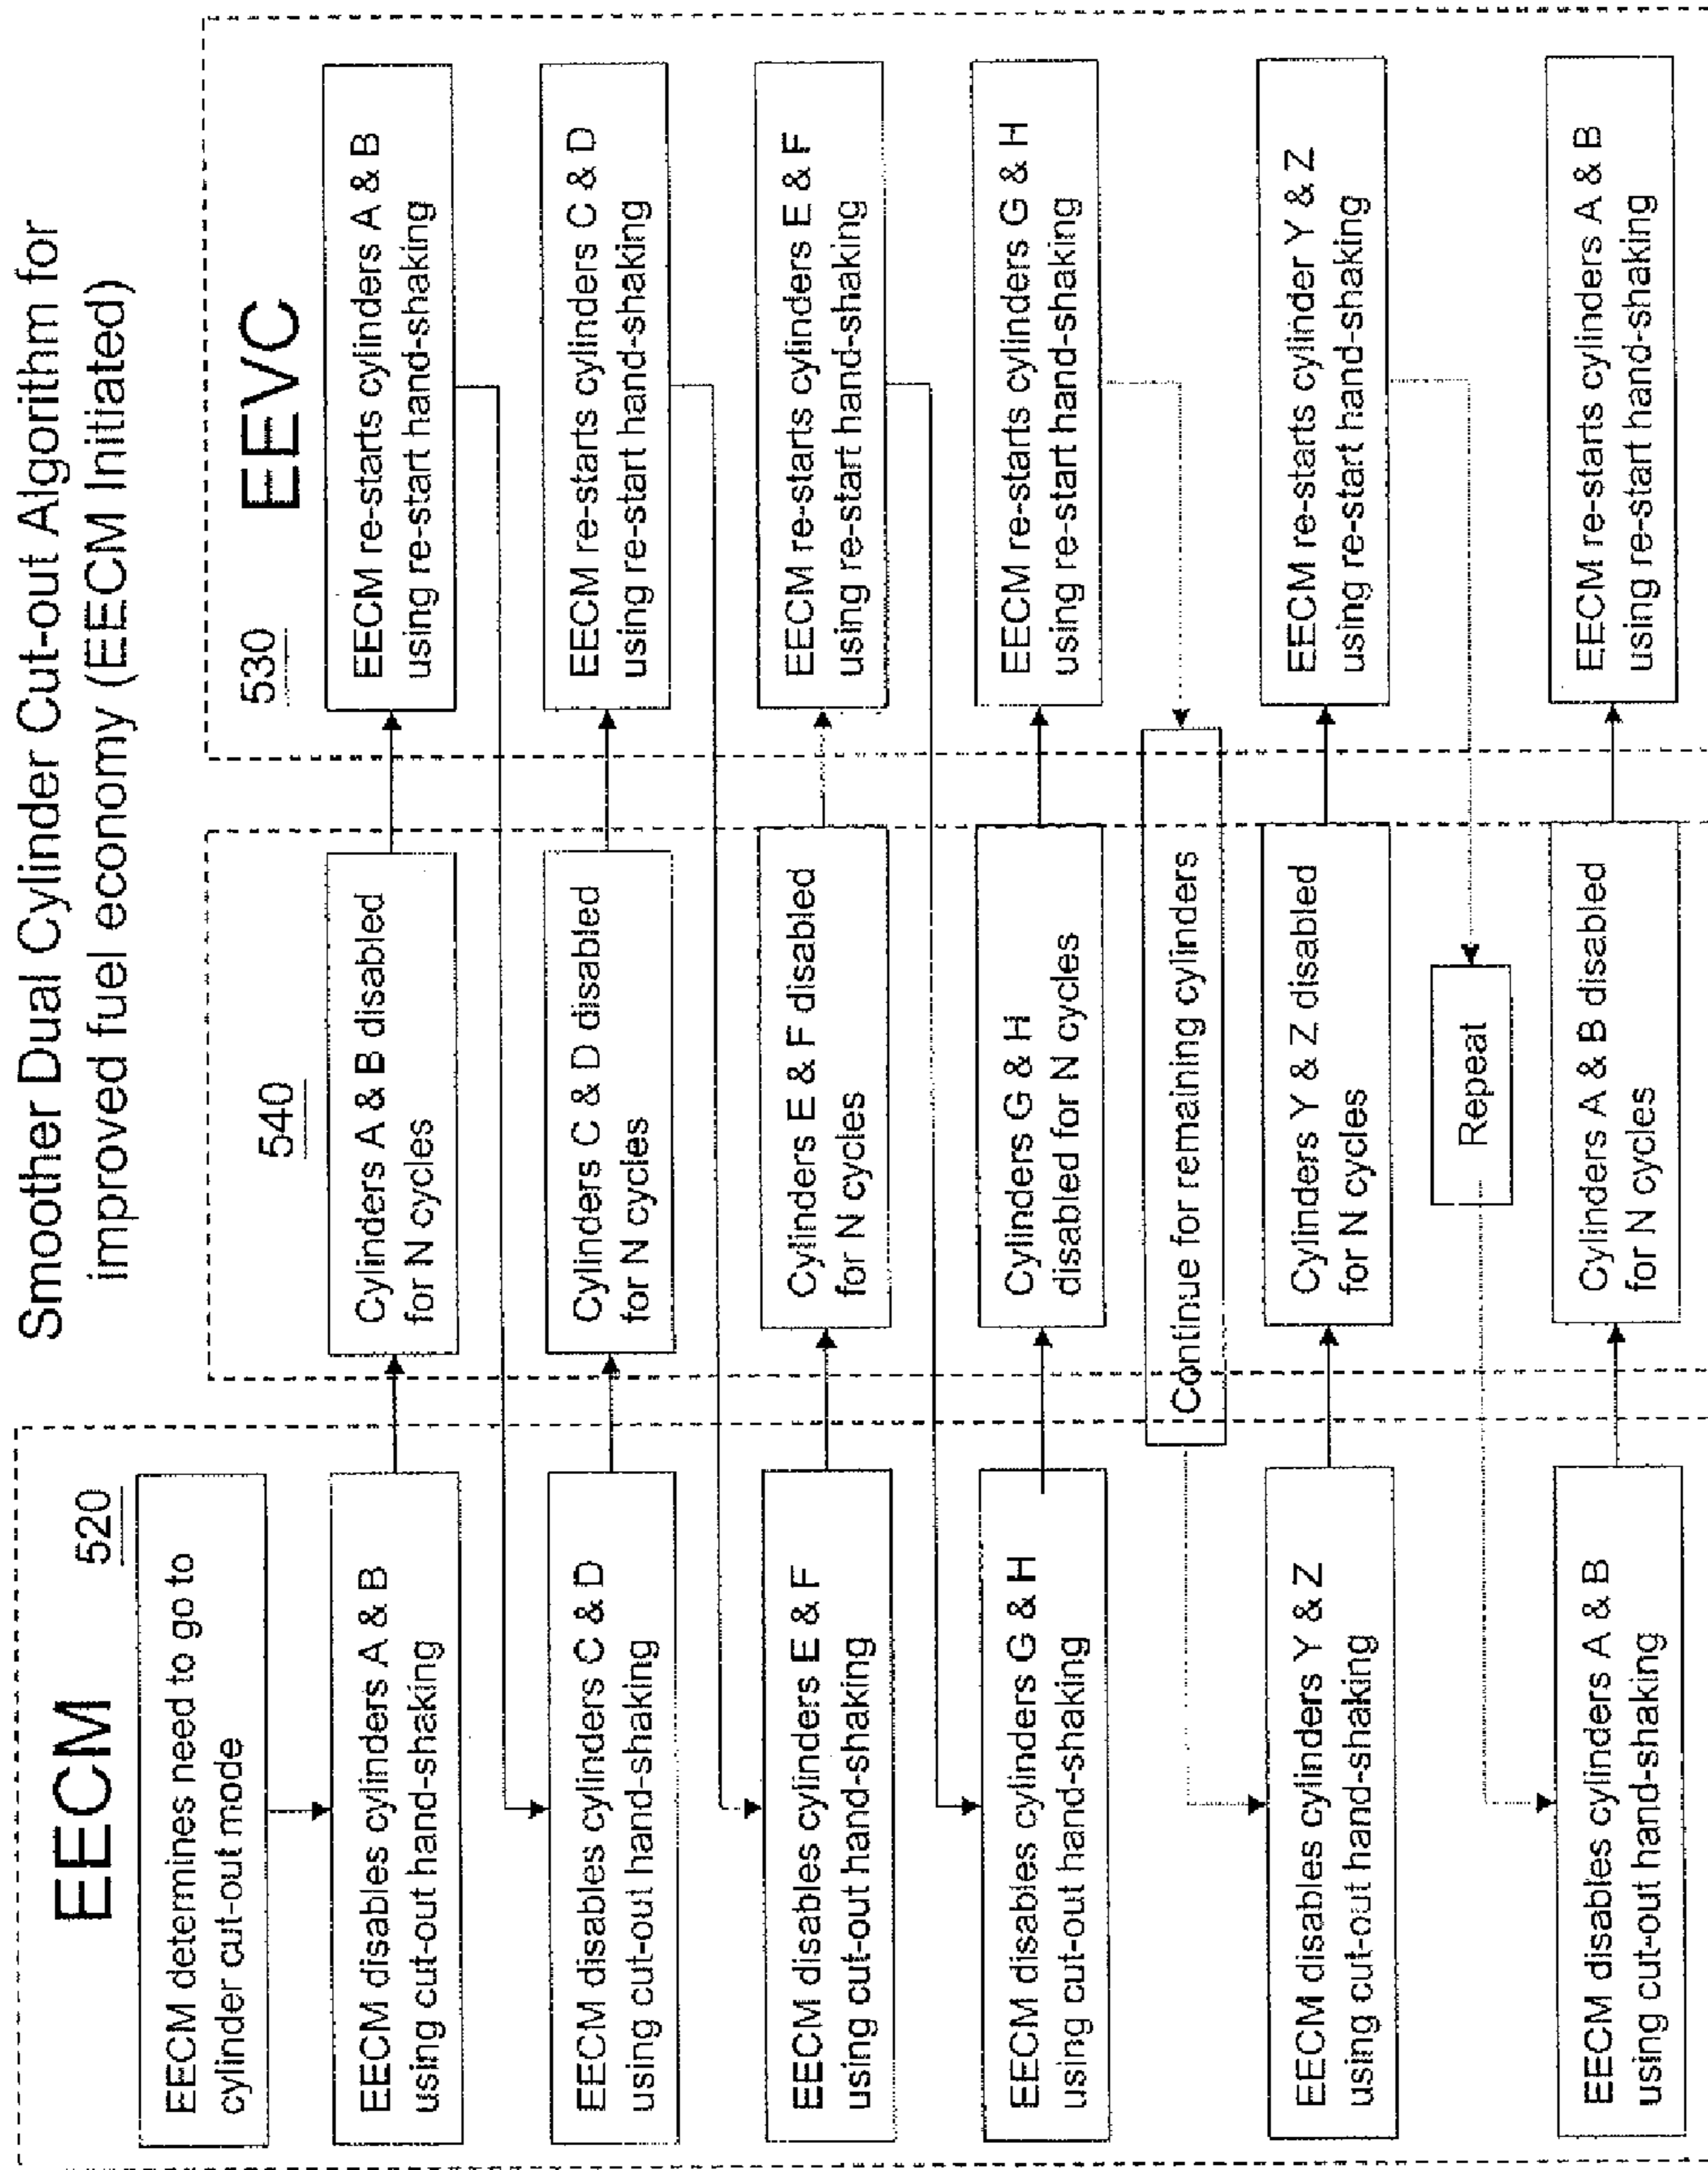 Smoother Dual Cylinder Cut-out Algorithm for
improved fuel economy (EECM Initiated)
EECM
520
540
530
EEVC
EECM determines need to go to
cylinder cut-out mode
EECM disables cylinders A & B
using cut-out hand-shaking
Cylinders A & B disabled
for N cycles
EECM re-starts cylinders A & B
using re-start hand-shaking
EECM disables cylinders C & D
using cut-out hand-shaking
Cylinders C & D disabled
for N cycles
EECM re-starts cylinders C & D
using re-start hand-shaking
EECM disables cylinders E & F
using cut-out hand-shaking
Cylinders E & F disabled
for N cycles
EECM re-starts cylinders E & F
using re-start hand-shaking
EECM disables cylinders G & H
using cut-out hand-shaking
Cylinders G & H
disabled for N cycles
EECM re-starts cylinders G & H
using re-start hand-shaking
Continue for remaining cylinders
EECM disables cylinders Y & Z
using cut-out hand-shaking
Cylinders Y & Z disabled
for N cycles
EECM re-starts cylinder Y & Z
using re-start hand-shaking
Repeat
EECM disables cylinders A & B
using cut-out hand-shaking
Cylinders A & B disabled
for N cycles
EECM re-starts cylinders A & B
using re-start hand-shaking